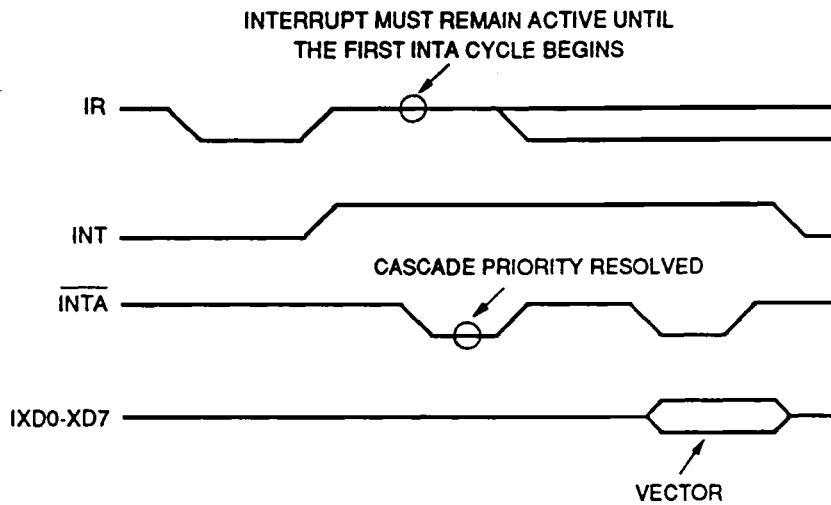 INTERRUPT MUST REMAIN ACTIVE UNTIL
THE FIRST INTA CYCLE BEGINS
IR
INT
CASCADE PRIORITY RESOLVED
INTA
IXD0-XD7
VECTOR